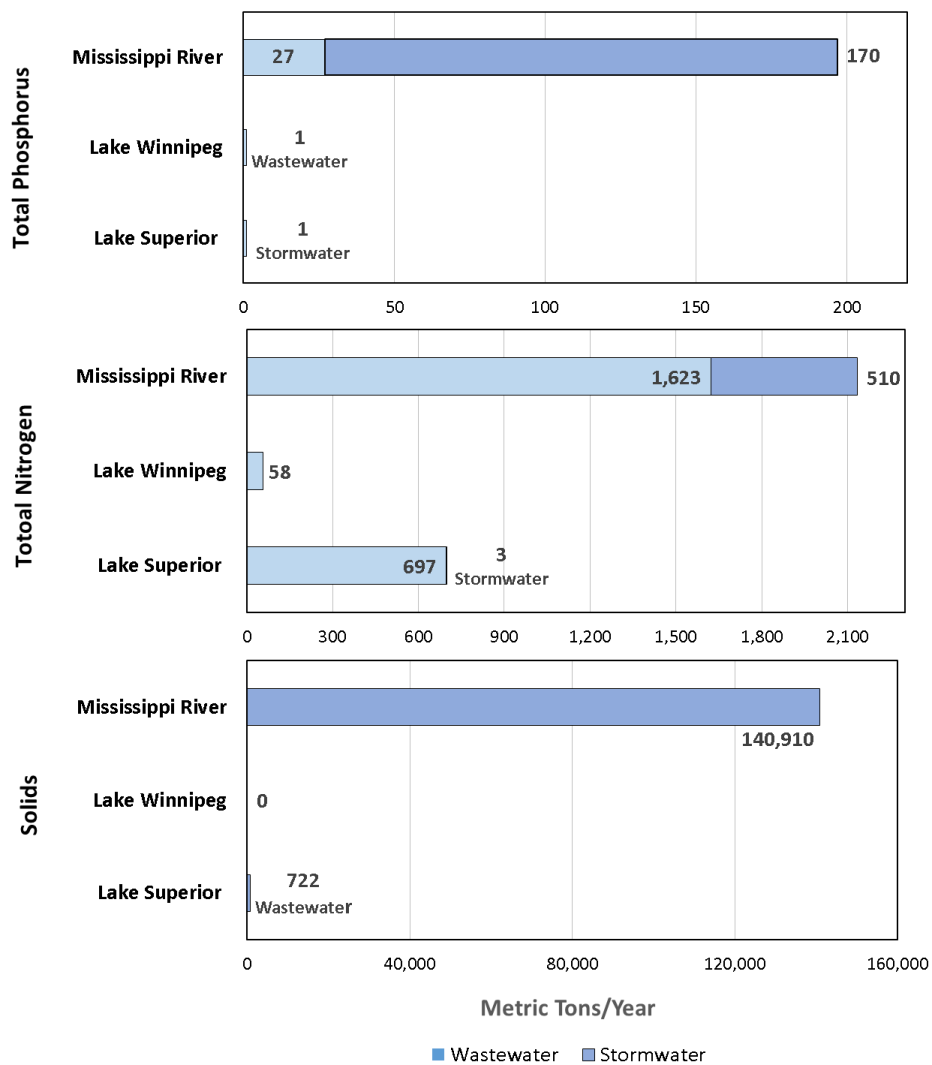 Total Phosphorus
Mississippi River
27
170
Lake Winnipeg
1
Wastewater
Lake Superior
1
Stormwater
0 50 100 150 200
Totoal Nitrogen
Mississippi River
1,623
510
Lake Winnipeg
58
Lake Superior
697
3
Stormwater
0 300 600 900 1,200 1,500 1,800 2,100
Solids
Mississippi River
140,910
Lake Winnipeg
0
Lake Superior
722
Wastewater
0 40,000 80,000 120,000 160,000
Metric Tons/Year
Wastewater Stormwater